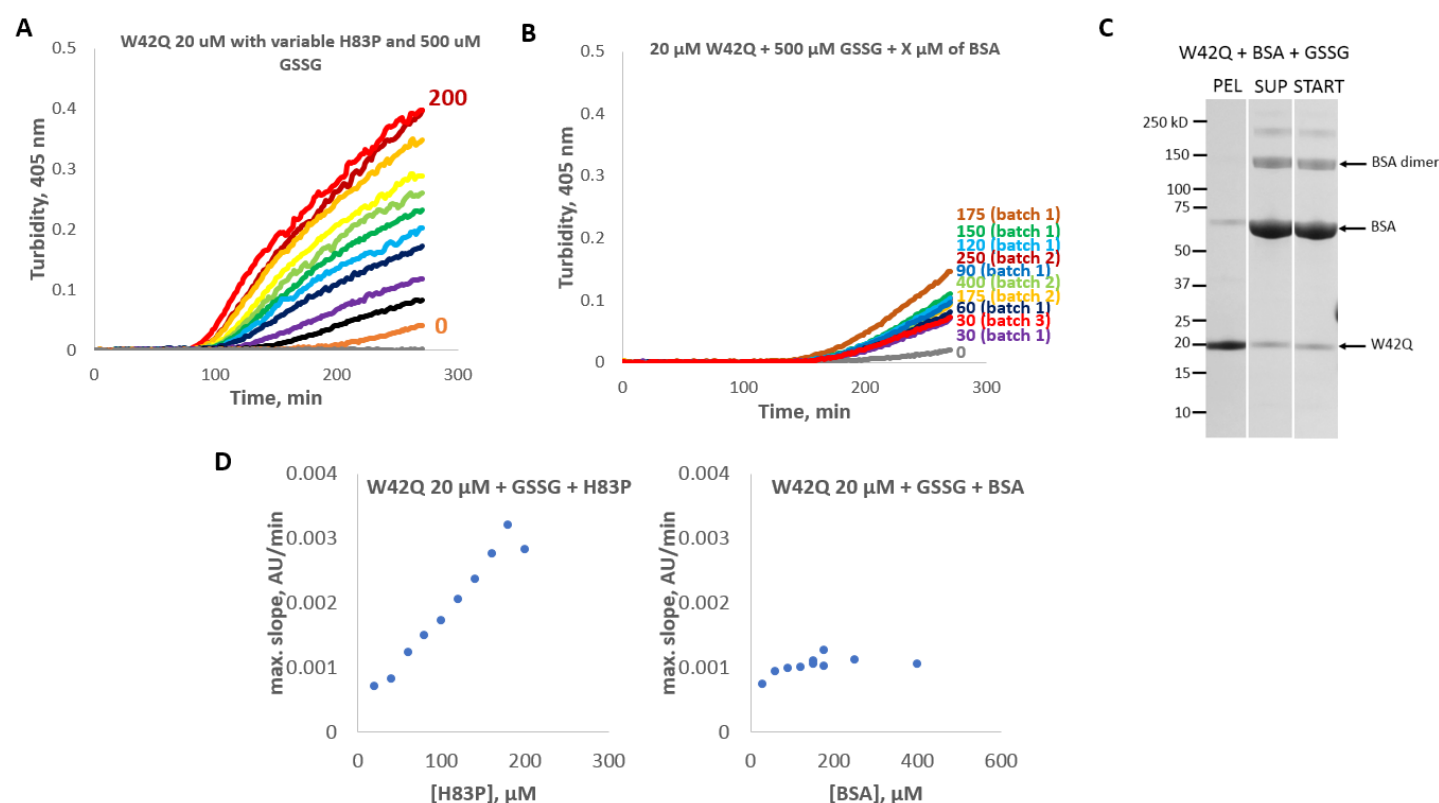 A
W42Q 20 uM with variable H83P and 500 uM
GSSG
0.5
0.4
0.3
0.2
0.1
0
Turbidity, 405 nm
200
0
0
100
200
300
Time, min
B
20 µM W42Q + 500 µM GSSG + X µM of BSA
0.5
0.4
0.3
0.2
0.1
0
Turbidity, 405 nm
175 (batch 1)
150 (batch 1)
120 (batch 1)
250 (batch 2)
90 (batch 1)
400 (batch 2)
175 (batch 2)
60 (batch 1)
30 (batch 3)
30 (batch 1)
0
0
100
200
300
Time, min
C
W42Q + BSA + GSSG
PEL SUP START
250 kD
150
100
75
50
37
25
20
15
10
BSA dimer
BSA
W42Q
D
W42Q 20 µM + GSSG + H83P
0.004
0.003
0.002
0.001
0
max. slope, AU/min
0
100
200
300
[H83P], µM
W42Q 20 µM + GSSG + BSA
0.004
0.003
0.002
0.001
0
max. slope, AU/min
0
200
400
600
[BSA], µM